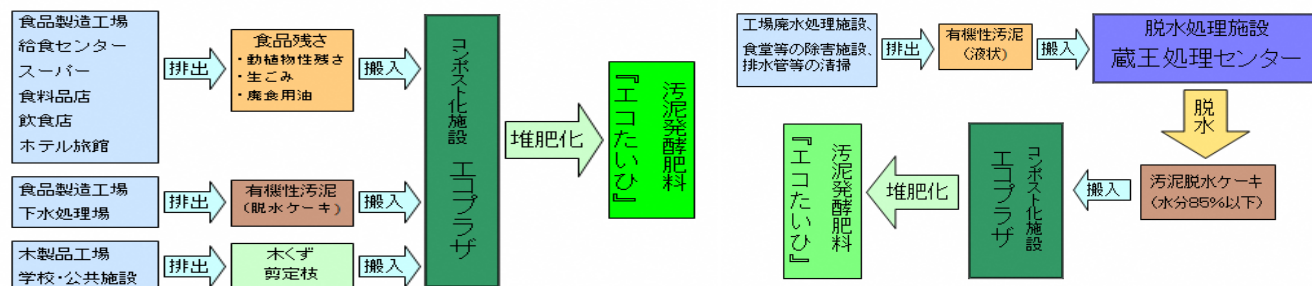 食品製造工場
給食センター
スーパー
食料品店
飲食店
ホテル旅館
排出
食品残さ
・動植物性残さ
・生ごみ
・廃食用油
搬入
食品製造工場
下水処理場
排出
有機性汚泥
(脱水ケーキ)
搬入
木製品工場
学校・公共施設
排出
木くず
剪定枝
搬入
コンポスト化施設 エコプラザ
堆肥化
汚泥発酵肥料
『エコたいひ』
工場廃水処理施設、
食堂等の除害施設、
排水管等の清掃
排出
有機性汚泥
(液状)
搬入
脱水処理施設
蔵王処理センター
脱水
汚泥脱水ケーキ
(水分85%以下)
搬入
コンポスト化施設
エコプラザ
堆肥化
汚泥発酵肥料
『エコたいひ』